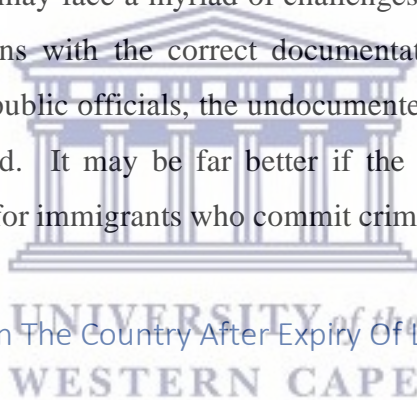 may face a myriad of challenges
ns with the correct documentat
public officials, the undocumente
d. It may be far better if the
for immigrants who commit crim
n The Country After Expiry Of L
UNIVERSITY of the
WESTERN CAPE